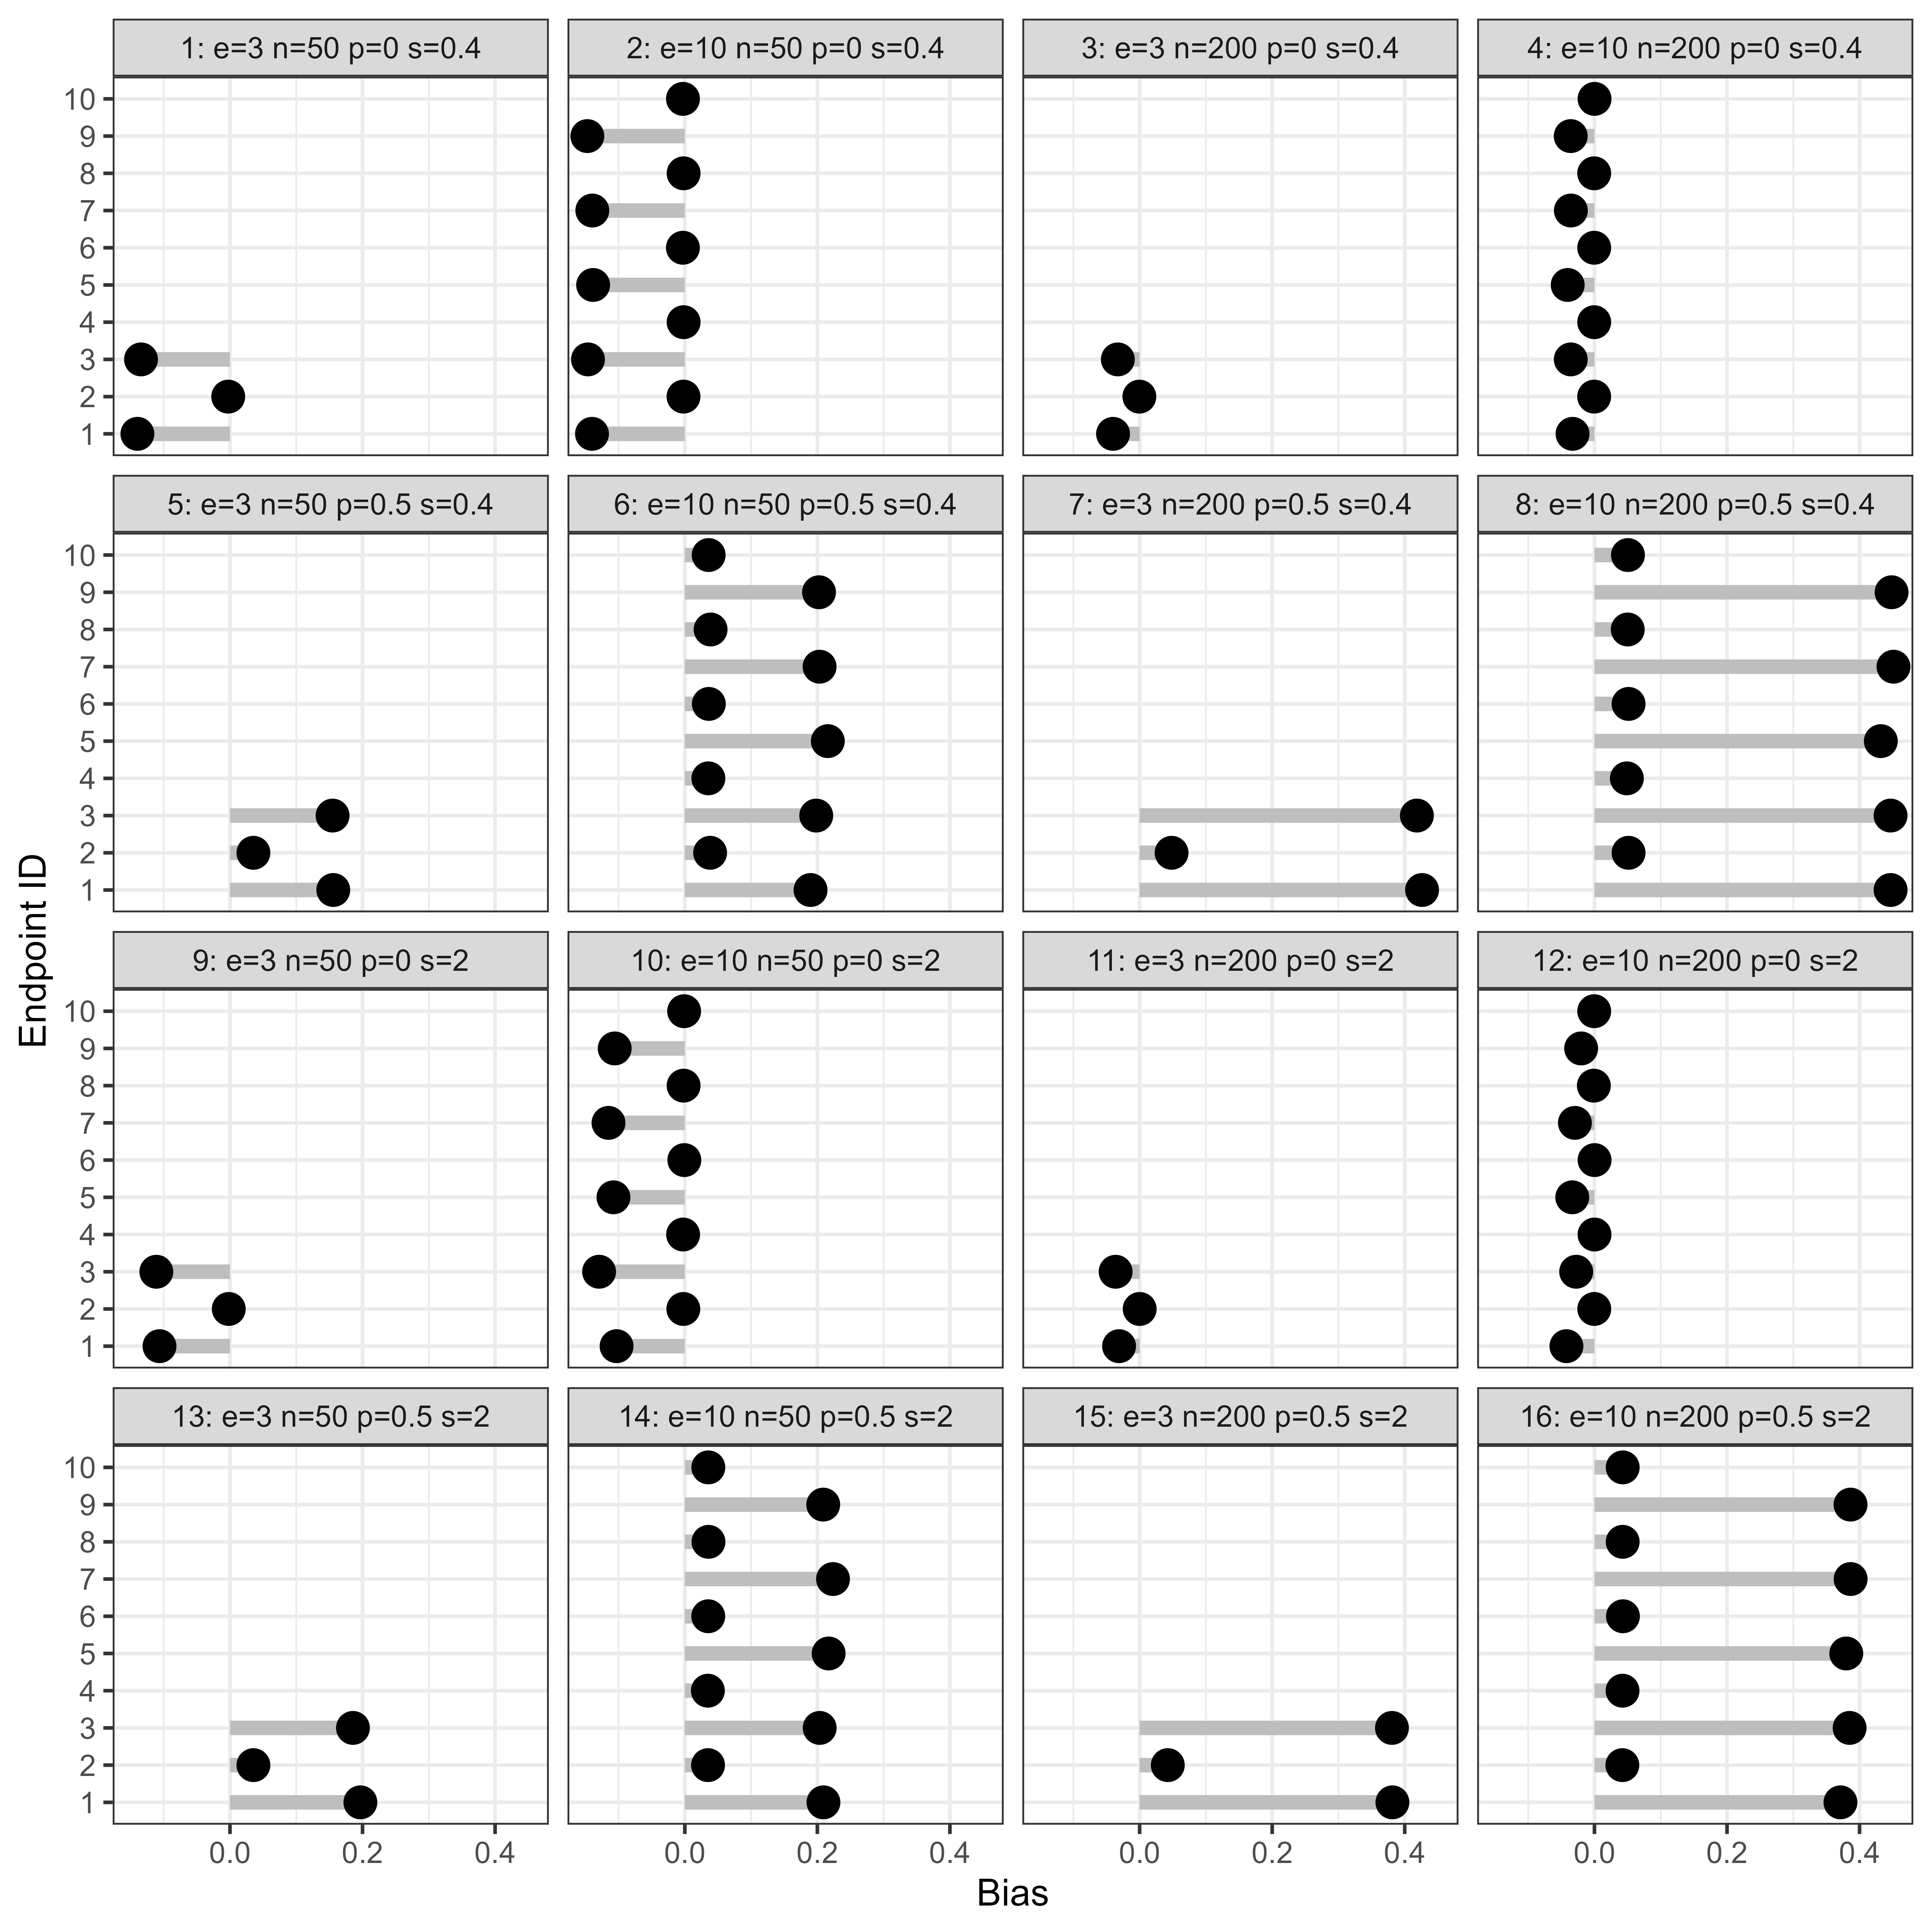 1: e=3 n=50 p=0 s=0.4
2: e=10 n=50 p=0 s=0.4
3: e=3 n=200 p=0 s=0.4
4: e=10 n=200 p=0 s=0.4
10
9
8
7
6
5
4
3
2
1
5: e=3 n=50 p=0.5 s=0.4
6: e=10 n=50 p=0.5 s=0.4
7: e=3 n=200 p=0.5 s=0.4
8: e=10 n=200 p=0.5 s=0.4
10
9
8
7
6
5
4
3
2
1
Endpoint ID
9: e=3 n=50 p=0 s=2
10: e=10 n=50 p=0 s=2
11: e=3 n=200 p=0 s=2
12: e=10 n=200 p=0 s=2
10
9
8
7
6
5
4
3
2
1
13: e=3 n=50 p=0.5 s=2
14: e=10 n=50 p=0.5 s=2
15: e=3 n=200 p=0.5 s=2
16: e=10 n=200 p=0.5 s=2
10
9
8
7
6
5
4
3
2
1
0.0 0.2 0.4
0.0 0.2 0.4
0.0 0.2 0.4
0.0 0.2 0.4
Bias